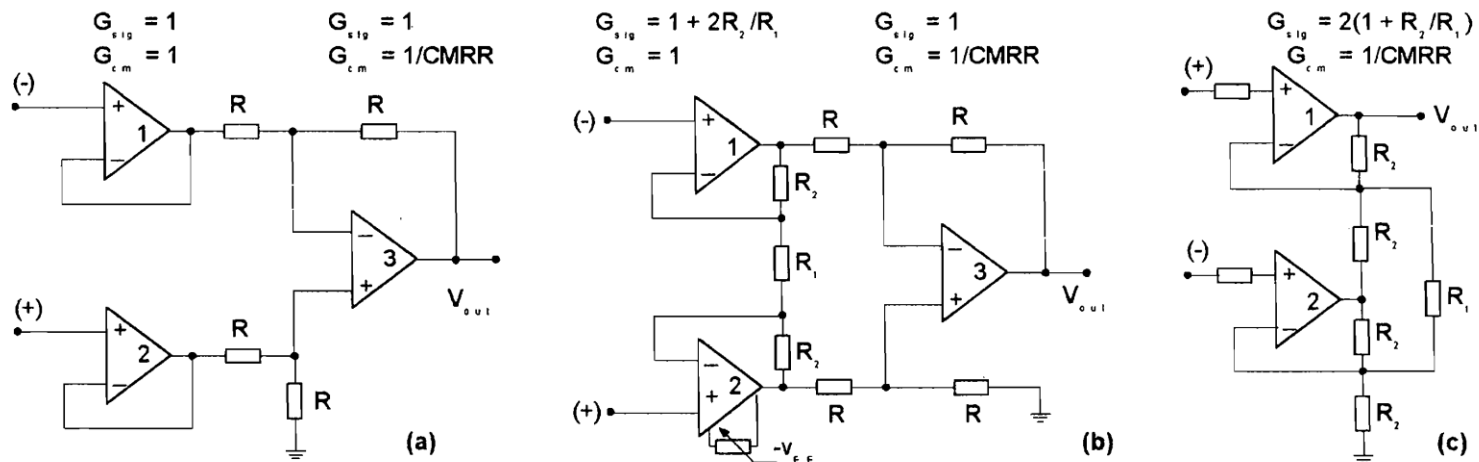 G_sig = 1
G_sig = 1
G_cm = 1
G_cm = 1/CMRR
(-)
+
1
−
R
R
−
3
+
V_out
(+)
+
2
−
R
R
(a)
G_sig = 1 + 2R_2/R_1
G_sig = 1
G_cm = 1
G_cm = 1/CMRR
(-)
+
1
−
R
R
R_2
R_1
−
3
+
V_out
R_2
−
2
+
(+)
R
R
-V_EE
(b)
G_sig = 2(1 + R_2/R_1)
G_cm = 1/CMRR
(+)
+
1
−
V_out
R_2
R_2
(-)
+
2
−
R_1
R_2
R_2
(c)